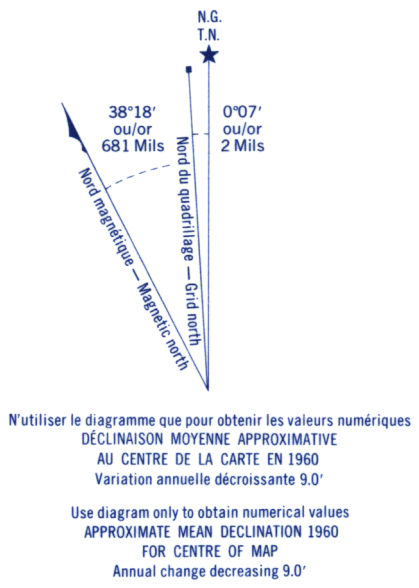 N.G.
T.N.
38°18′
ou/or
681 Mils
0°07′
ou/or
2 Mils
Nord magnétique — Magnetic north
Nord du quadrillage — Grid north
N'utiliser le diagramme que pour obtenir les valeurs numériques
DÉCLINAISON MOYENNE APPROXIMATIVE
AU CENTRE DE LA CARTE EN 1960
Variation annuelle décroissante 9.0′
Use diagram only to obtain numerical values
APPROXIMATE MEAN DECLINATION 1960
FOR CENTRE OF MAP
Annual change decreasing 9.0′